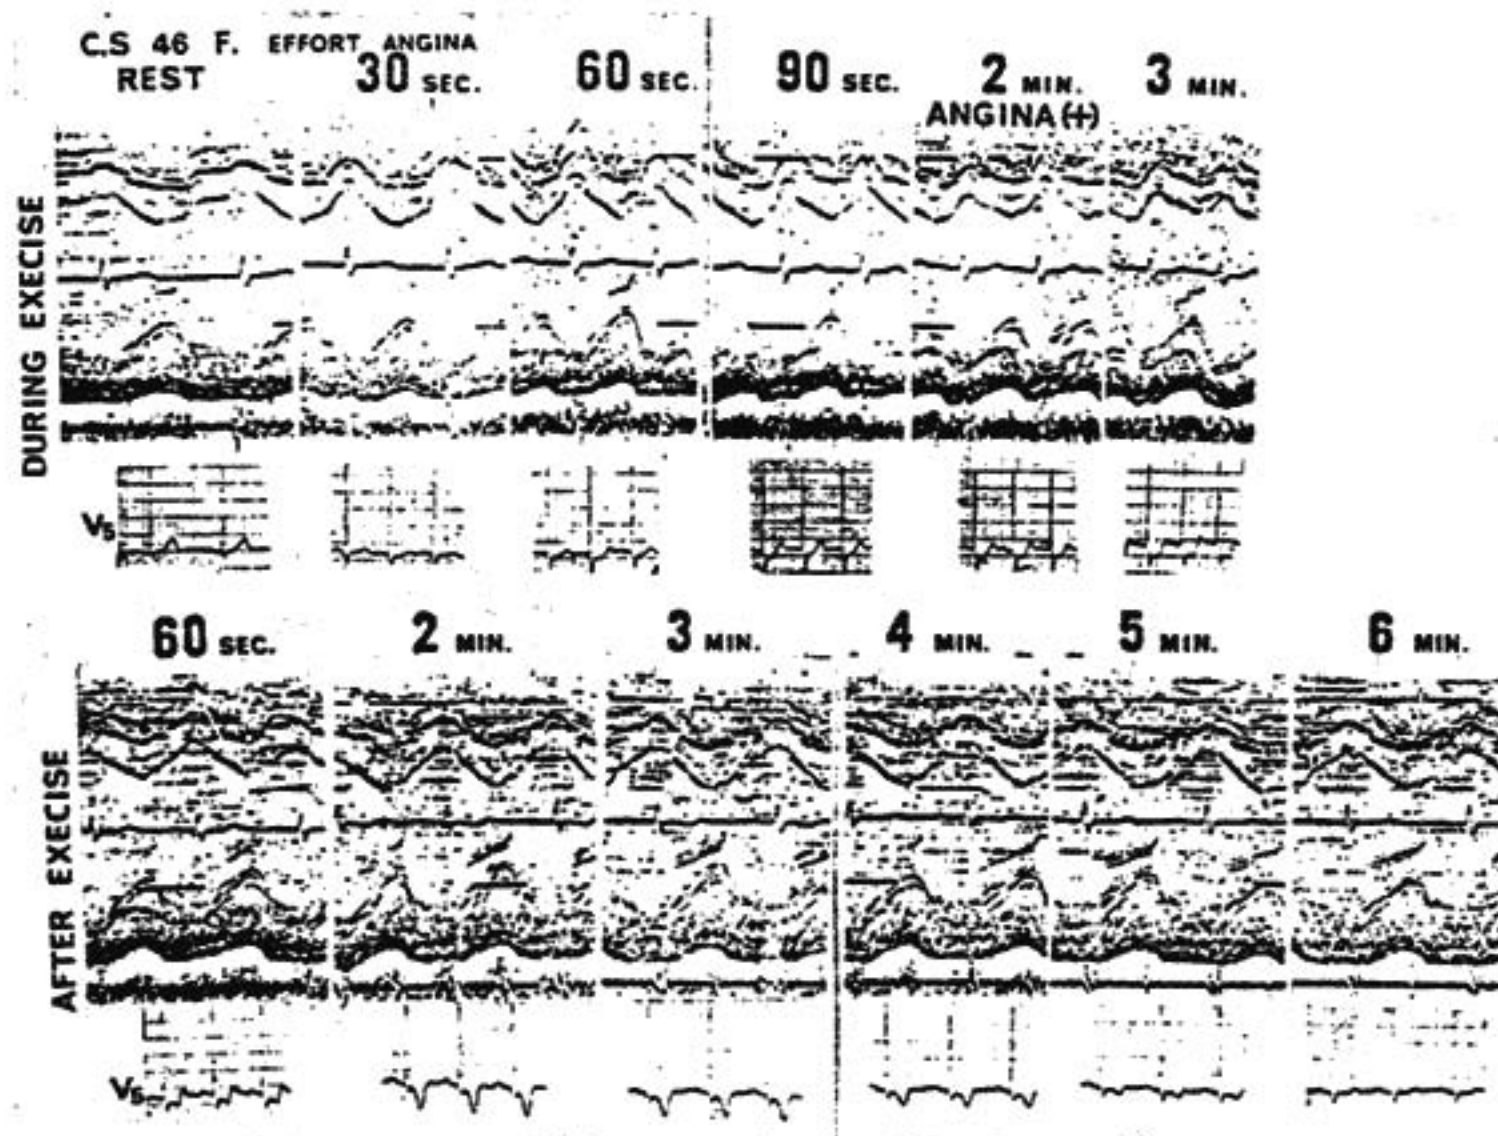 C.S 46 F. EFFORT ANGINA
REST 30 SEC. 60 SEC. 90 SEC. 2 MIN. 3 MIN.
ANGINA (+)
DURING EXECISE
V5
60 SEC. 2 MIN. 3 MIN. 4 MIN. 5 MIN. 6 MIN.
AFTER EXECISE
V5